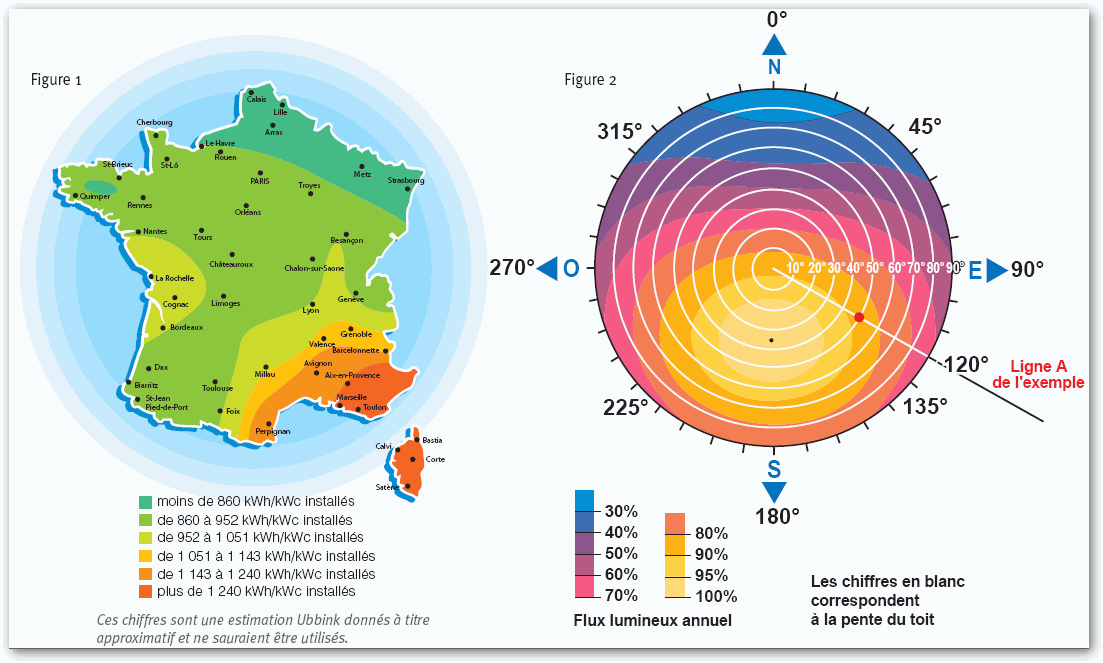 Figure 1
Calais
Lille
Arras
Cherbourg
Le Havre
Rouen
St-Lô
St-Brieuc
Quimper
Rennes
PARIS
Metz
Strasbourg
Troyes
Orléans
Nantes
Tours
Besançon
Châteauroux
Chalon-sur-Saone
La Rochelle
Cognac
Limoges
Genève
Lyon
Bordeaux
Grenoble
Valence
Barcelonnette
Avignon
Dax
Millau
Aix-en-Provence
Biarritz
Toulouse
St-Jean
Pied-de-Port
Marseille
Toulon
Foix
Perpignan
Bastia
Calvi
Corte
Satène
moins de 860 kWh/kWc installés
de 860 à 952 kWh/kWc installés
de 952 à 1 051 kWh/kWc installés
de 1 051 à 1 143 kWh/kWc installés
de 1 143 à 1 240 kWh/kWc installés
plus de 1 240 kWh/kWc installés
Ces chiffres sont une estimation Ubbink donnés à titre
approximatif et ne sauraient être utilisés.
Figure 2
0°
N
315°
45°
270°
O
10° 20° 30° 40° 50° 60° 70° 80° 90°
E
90°
120°
Ligne A
de l'exemple
225°
135°
S
180°
30%
40%
50%
60%
70%
80%
90%
95%
100%
Flux lumineux annuel
Les chiffres en blanc
correspondent
à la pente du toit